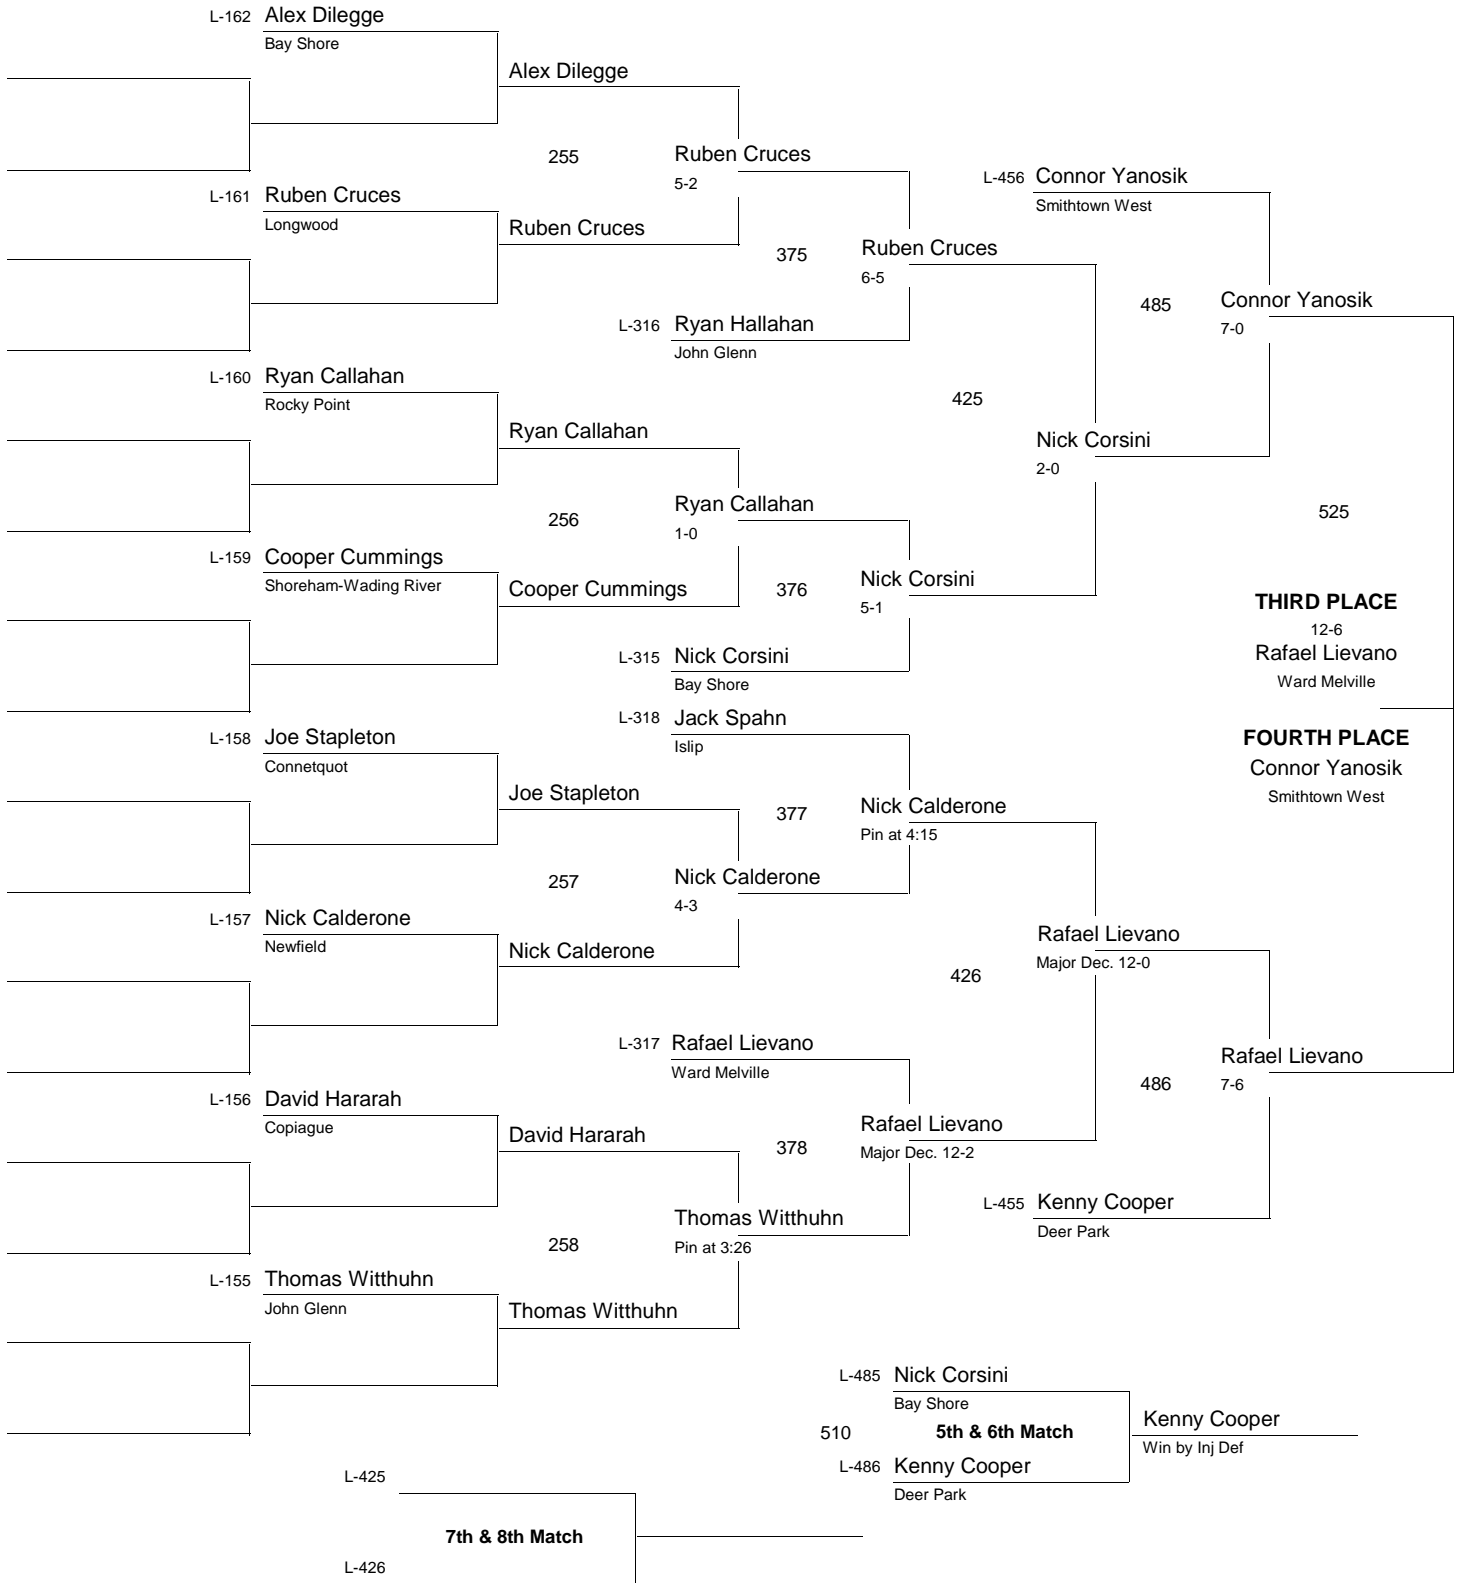 L-162 Alex Dilegge
Bay Shore
Alex Dilegge
255
Ruben Cruces
5-2
L-161 Ruben Cruces
Longwood
Ruben Cruces
375
Ruben Cruces
6-5
L-316 Ryan Hallahan
John Glenn
L-456 Connor Yanosik
Smithtown West
485
Connor Yanosik
7-0
L-160 Ryan Callahan
Rocky Point
Ryan Callahan
425
Nick Corsini
2-0
256
Ryan Callahan
1-0
525
L-159 Cooper Cummings
Shoreham-Wading River
Cooper Cummings
376
Nick Corsini
5-1
L-315 Nick Corsini
Bay Shore
THIRD PLACE
12-6
Rafael Lievano
Ward Melville
FOURTH PLACE
Connor Yanosik
Smithtown West
L-318 Jack Spahn
Islip
L-158 Joe Stapleton
Connetquot
Joe Stapleton
377
Nick Calderone
Pin at 4:15
257
Nick Calderone
4-3
L-157 Nick Calderone
Newfield
Nick Calderone
426
Rafael Lievano
Major Dec. 12-0
L-317 Rafael Lievano
Ward Melville
486
Rafael Lievano
7-6
L-156 David Hararah
Copiague
David Hararah
378
Rafael Lievano
Major Dec. 12-2
L-455 Kenny Cooper
Deer Park
258
Thomas Witthuhn
Pin at 3:26
L-155 Thomas Witthuhn
John Glenn
Thomas Witthuhn
L-485 Nick Corsini
Bay Shore
510
5th & 6th Match
Kenny Cooper
Win by Inj Def
L-486 Kenny Cooper
Deer Park
L-425
7th & 8th Match
L-426